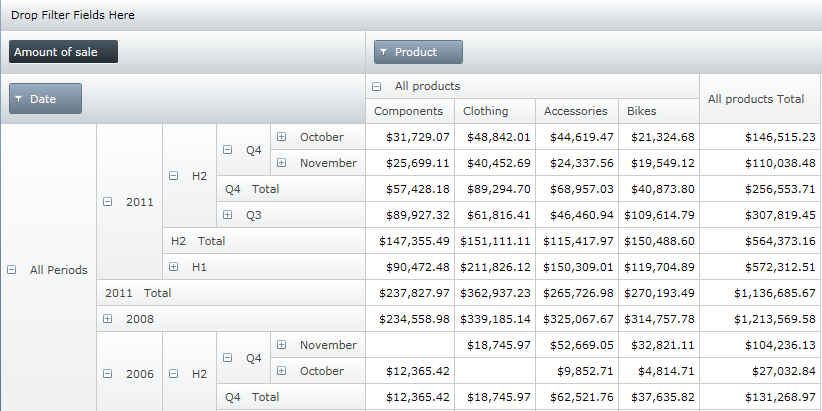 Drop Filter Fields Here
Amount of sale
Product
Date
All products
All products Total
Components Clothing Accessories Bikes
October $31,729.07 $48,842.01 $44,619.47 $21,324.68 $146,515.23
Q4
November $25,699.11 $40,452.69 $24,337.56 $19,549.12 $110,038.48
H2
Q4 Total $57,428.18 $89,294.70 $68,957.03 $40,873.80 $256,553.71
2011
Q3 $89,927.32 $61,816.41 $46,460.94 $109,614.79 $307,819.45
H2 Total $147,355.49 $151,111.11 $115,417.97 $150,488.60 $564,373.16
All Periods H1 $90,472.48 $211,826.12 $150,309.01 $119,704.89 $572,312.51
2011 Total $237,827.97 $362,937.23 $265,726.98 $270,193.49 $1,136,685.67
2008 $234,558.98 $339,185.14 $325,067.67 $314,757.78 $1,213,569.58
November $18,745.97 $52,669.05 $32,821.11 $104,236.13
Q4
2006 H2 October $12,365.42 $9,852.71 $4,814.71 $27,032.84
Q4 Total $12,365.42 $18,745.97 $62,521.76 $37,635.82 $131,268.97